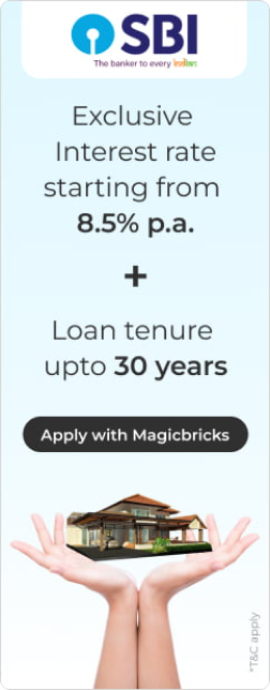 SBI
The banker to every Indian
Exclusive
Interest rate
starting from
8.5% p.a.
+
Loan tenure
upto 30 years
Apply with Magicbricks
*T&C apply